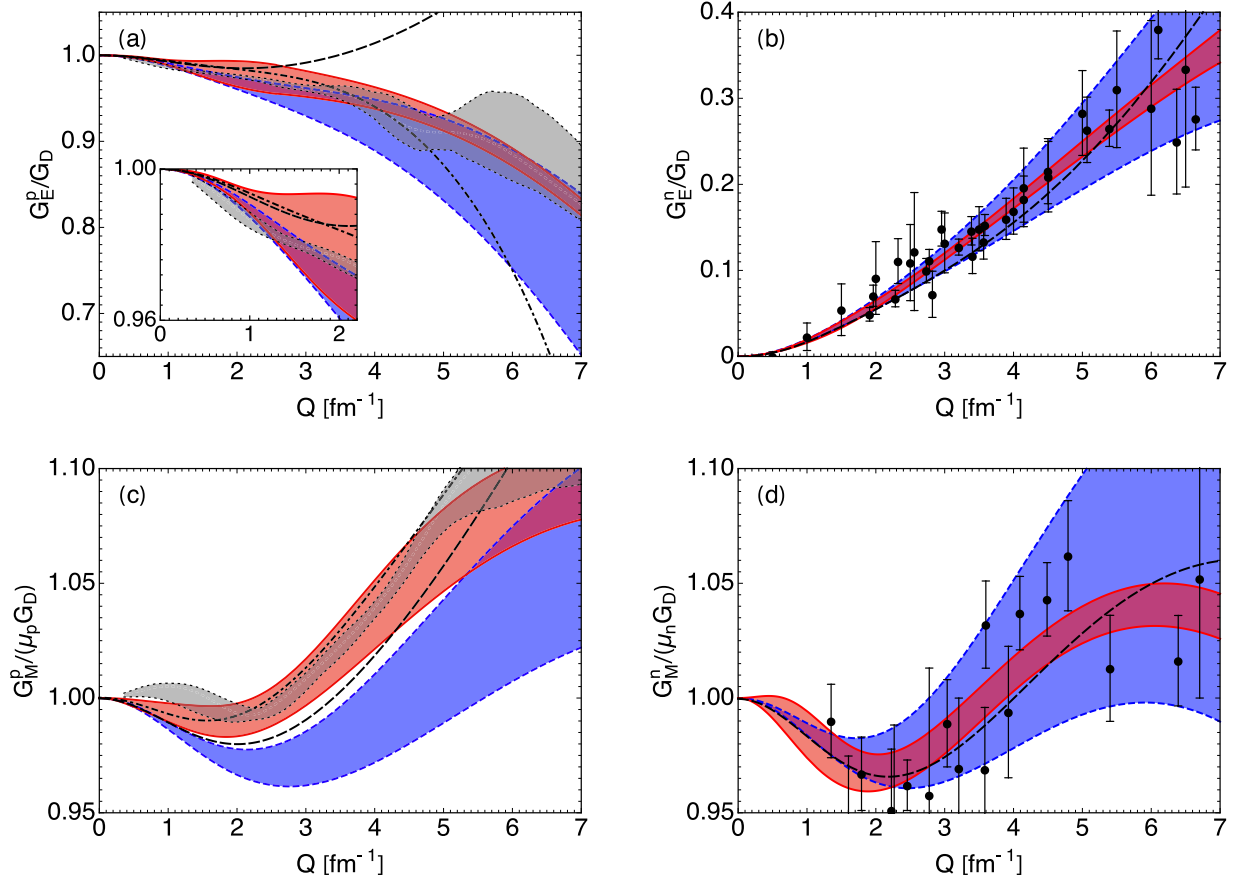 (a)
1.0
0.9
0.8
0.7
G_E^p/G_D
1.00
0.96
0 1 2
0 1 2 3 4 5 6 7
Q [fm⁻¹]
(b)
0.4
0.3
0.2
0.1
0
G_E^n/G_D
0 1 2 3 4 5 6 7
Q [fm⁻¹]
(c)
1.10
1.05
1.00
0.95
G_M^p/(μ_p G_D)
0 1 2 3 4 5 6 7
Q [fm⁻¹]
(d)
1.10
1.05
1.00
0.95
G_M^n/(μ_n G_D)
0 1 2 3 4 5 6 7
Q [fm⁻¹]